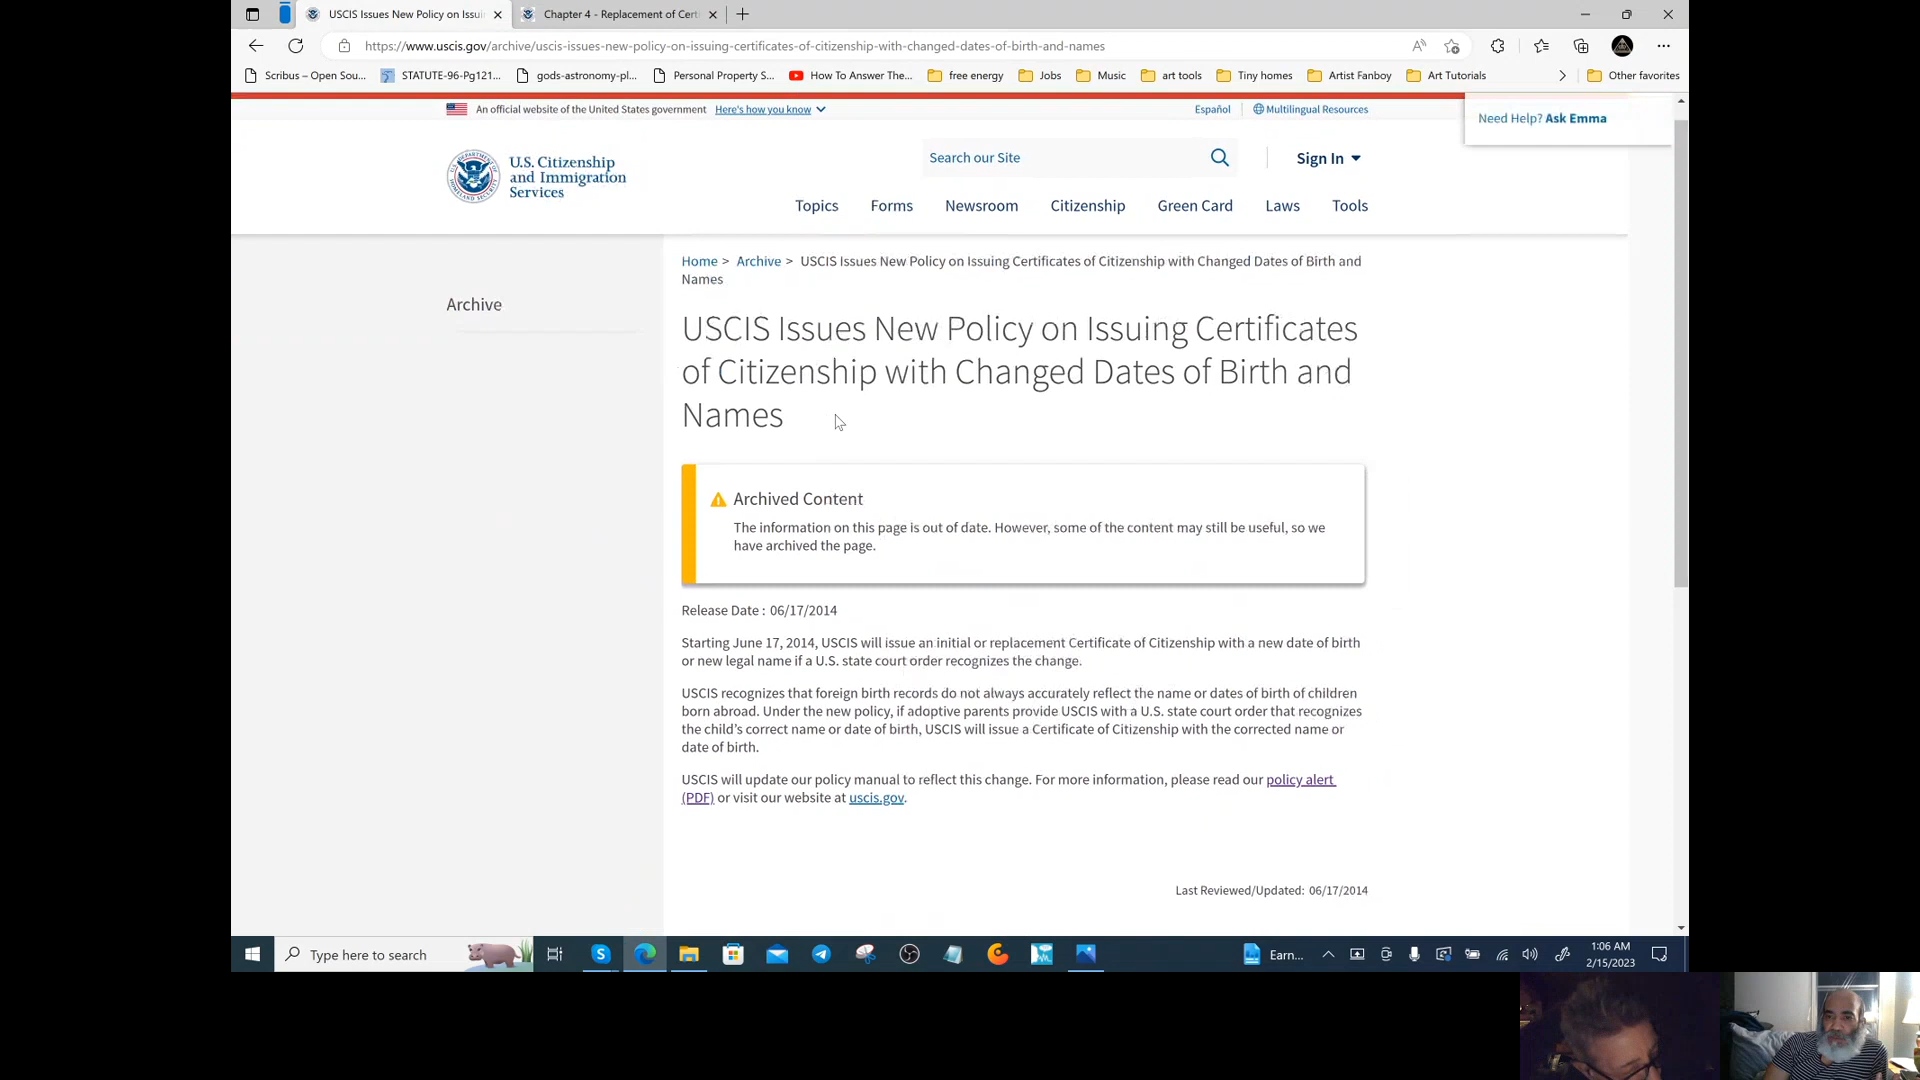 USCIS Issues New Policy on Issui
Chapter 4 - Replacement of Cert
https://www.uscis.gov/archive/uscis-issues-new-policy-on-issuing-certificates-of-citizenship-with-changed-dates-of-birth-and-names
Scribus – Open Sou... STATUTE-96-Pg121... gods-astronomy-pl... Personal Property S... How To Answer The... free energy Jobs Music art tools Tiny homes Artist Fanboy Art Tutorials Other favorites
An official website of the United States government Here's how you know
Español Multilingual Resources
Need Help? Ask Emma
U.S. Citizenship
and Immigration
Services
Search our Site
Sign In
Topics Forms Newsroom Citizenship Green Card Laws Tools
Home > Archive > USCIS Issues New Policy on Issuing Certificates of Citizenship with Changed Dates of Birth and
Names
Archive
USCIS Issues New Policy on Issuing Certificates
of Citizenship with Changed Dates of Birth and
Names
Archived Content
The information on this page is out of date. However, some of the content may still be useful, so we
have archived the page.
Release Date : 06/17/2014
Starting June 17, 2014, USCIS will issue an initial or replacement Certificate of Citizenship with a new date of birth
or new legal name if a U.S. state court order recognizes the change.
USCIS recognizes that foreign birth records do not always accurately reflect the name or dates of birth of children
born abroad. Under the new policy, if adoptive parents provide USCIS with a U.S. state court order that recognizes
the child's correct name or date of birth, USCIS will issue a Certificate of Citizenship with the corrected name or
date of birth.
USCIS will update our policy manual to reflect this change. For more information, please read our policy alert
(PDF) or visit our website at uscis.gov.
Last Reviewed/Updated: 06/17/2014
Type here to search
Earn...
1:06 AM
2/15/2023